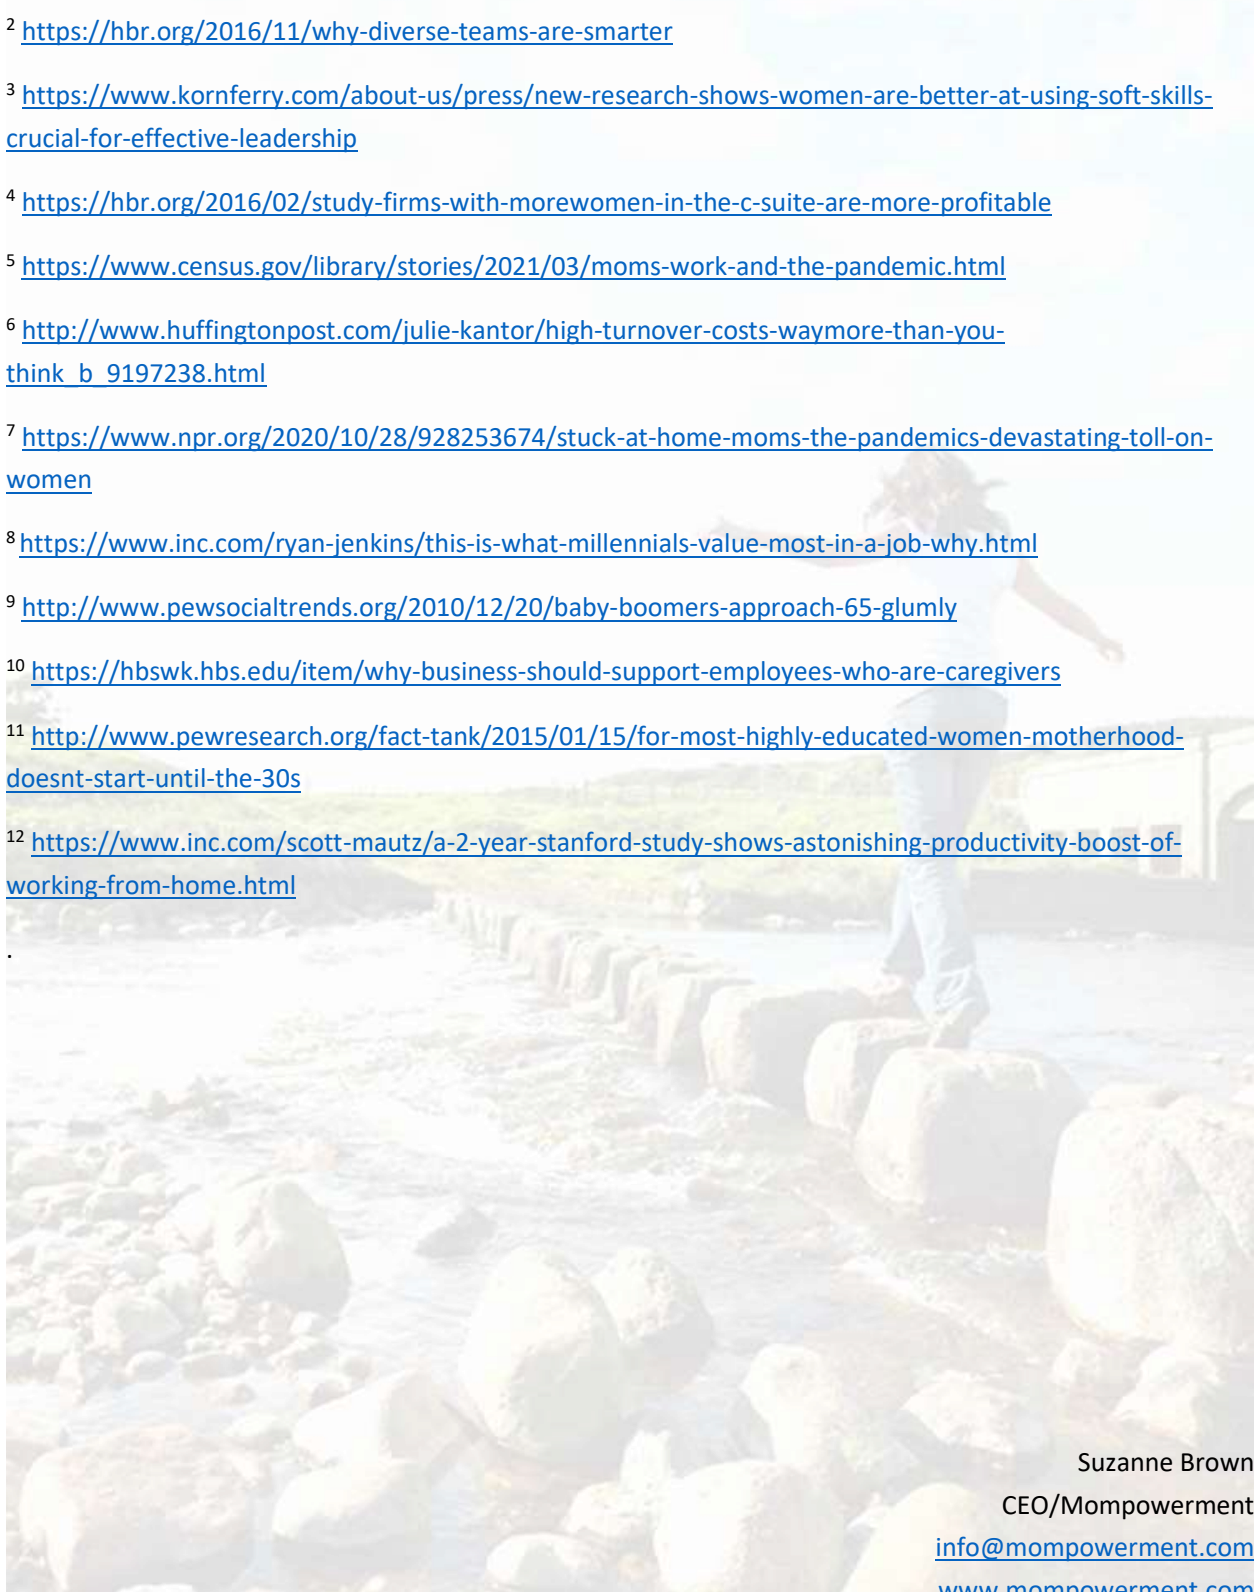 2 https://hbr.org/2016/11/why-diverse-teams-are-smarter
3 https://www.kornferry.com/about-us/press/new-research-shows-women-are-better-at-using-soft-skills-
crucial-for-effective-leadership
4 https://hbr.org/2016/02/study-firms-with-morewomen-in-the-c-suite-are-more-profitable
5 https://www.census.gov/library/stories/2021/03/moms-work-and-the-pandemic.html
6 http://www.huffingtonpost.com/julie-kantor/high-turnover-costs-waymore-than-you-
think_b_9197238.html
7 https://www.npr.org/2020/10/28/928253674/stuck-at-home-moms-the-pandemics-devastating-toll-on-
women
8 https://www.inc.com/ryan-jenkins/this-is-what-millennials-value-most-in-a-job-why.html
9 http://www.pewsocialtrends.org/2010/12/20/baby-boomers-approach-65-glumly
10 https://hbswk.hbs.edu/item/why-business-should-support-employees-who-are-caregivers
11 http://www.pewresearch.org/fact-tank/2015/01/15/for-most-highly-educated-women-motherhood-
doesnt-start-until-the-30s
12 https://www.inc.com/scott-mautz/a-2-year-stanford-study-shows-astonishing-productivity-boost-of-
working-from-home.html
.
Suzanne Brown
CEO/Mompowerment
info@mompowerment.com
www.mompowerment.com